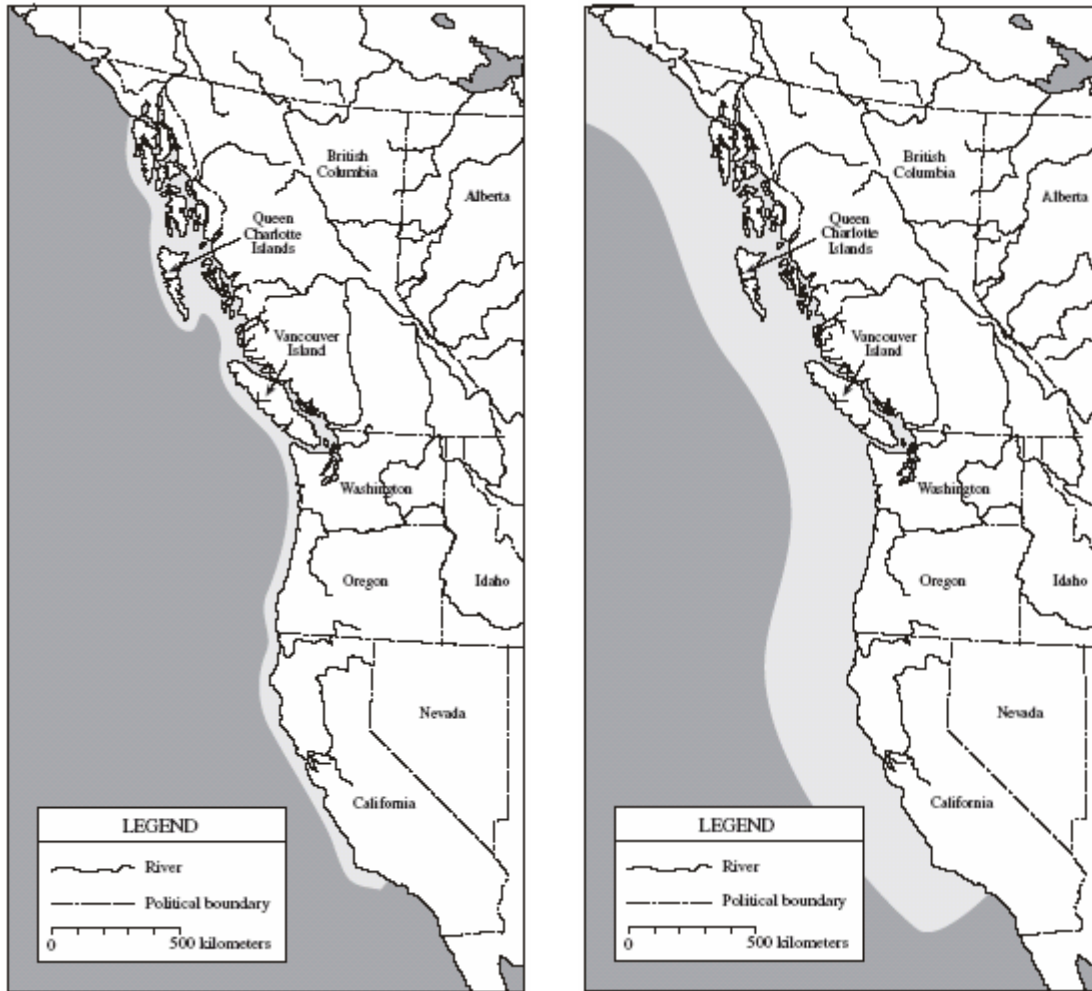 British
Columbia
Alberta
Queen
Charlotte
Islands
Vancouver
Island
Washington
Oregon
Idaho
Nevada
California
LEGEND
River
Political boundary
0 500 kilometers
British
Columbia
Alberta
Queen
Charlotte
Islands
Vancouver
Island
Washington
Oregon
Idaho
Nevada
California
LEGEND
River
Political boundary
0 500 kilometers